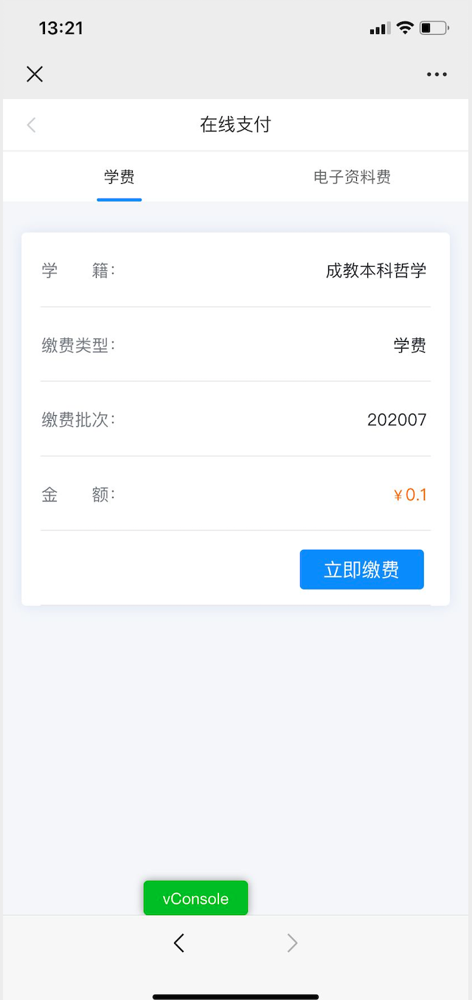 13:21
在线支付
学费 电子资料费
学 籍： 成教本科哲学
缴费类型： 学费
缴费批次： 202007
金 额： ￥0.1
立即缴费
vConsole